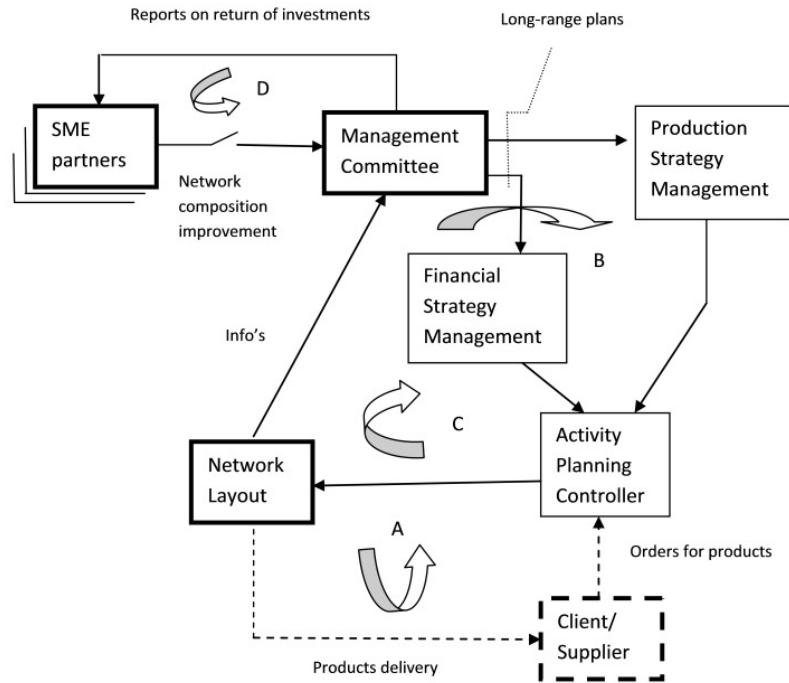 Reports on return of investments
Long-range plans
D
SME
partners
Management
Committee
Production
Strategy
Management
Network
composition
improvement
B
Financial
Strategy
Management
Info's
C
Activity
Planning
Controller
Network
Layout
A
Orders for products
Client/
Supplier
Products delivery